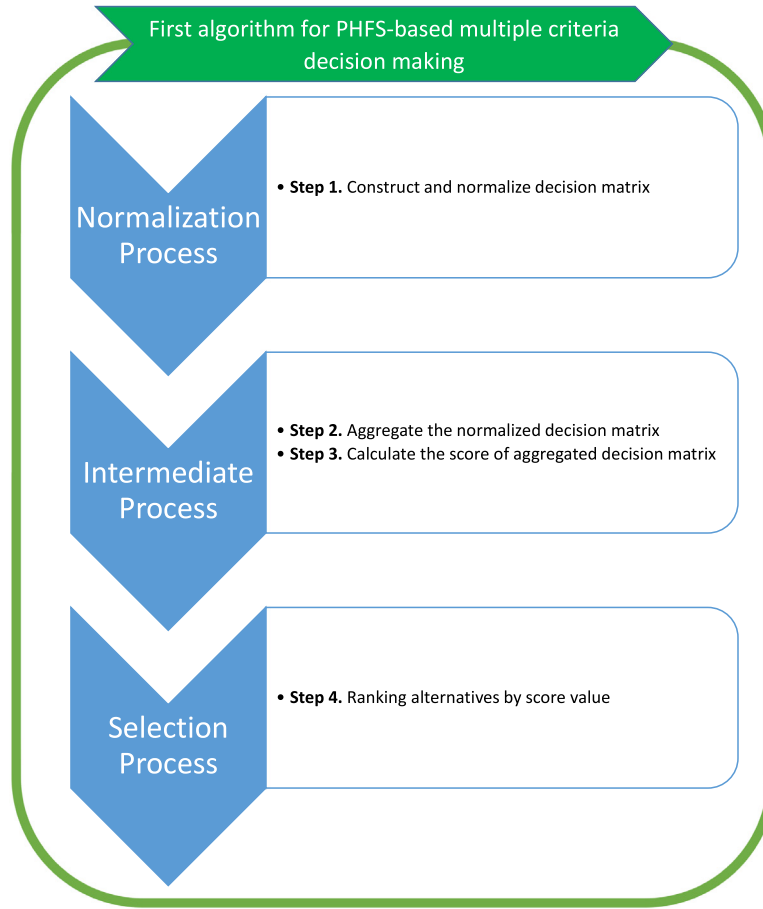 First algorithm for PHFS-based multiple criteria
decision making
Normalization
Process
• Step 1. Construct and normalize decision matrix
Intermediate
Process
• Step 2. Aggregate the normalized decision matrix
• Step 3. Calculate the score of aggregated decision matrix
Selection
Process
• Step 4. Ranking alternatives by score value